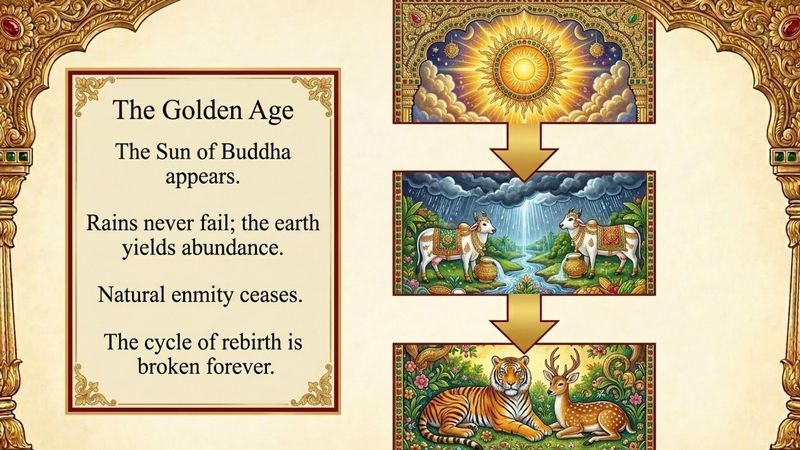 The Golden Age
The Sun of Buddha
appears.
Rains never fail; the earth
yields abundance.
Natural enmity ceases.
The cycle of rebirth is
broken forever.